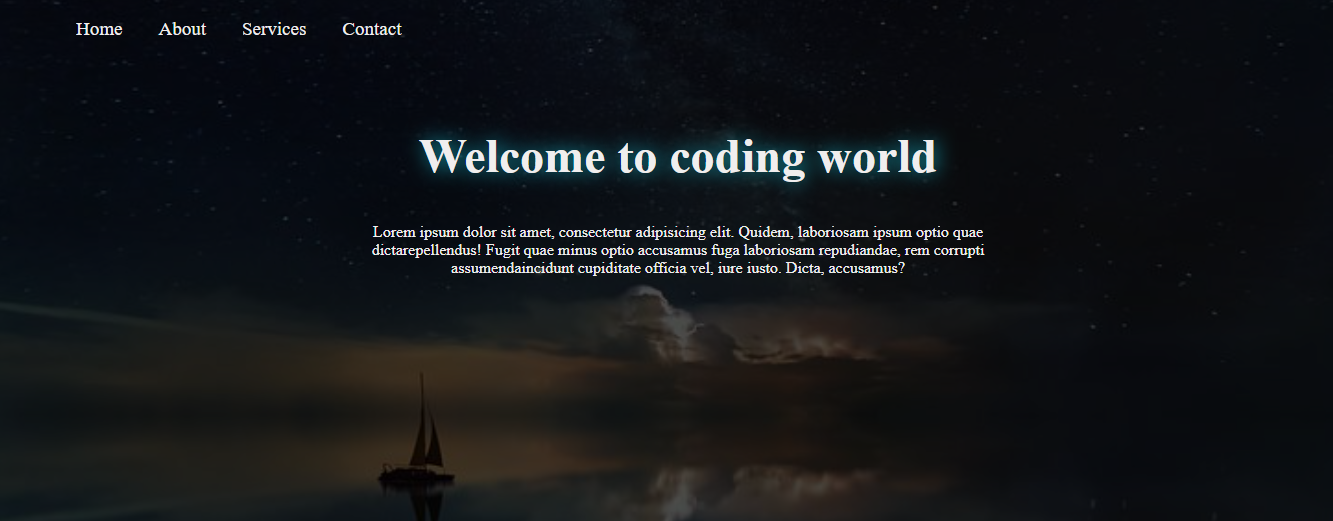 Home About Services Contact
Welcome to coding world
Lorem ipsum dolor sit amet, consectetur adipisicing elit. Quidem, laboriosam ipsum optio quae
dictarepellendus! Fugit quae minus optio accusamus fuga laboriosam repudiandae, rem corrupti
assumendaincidunt cupiditate officia vel, iure iusto. Dicta, accusamus?